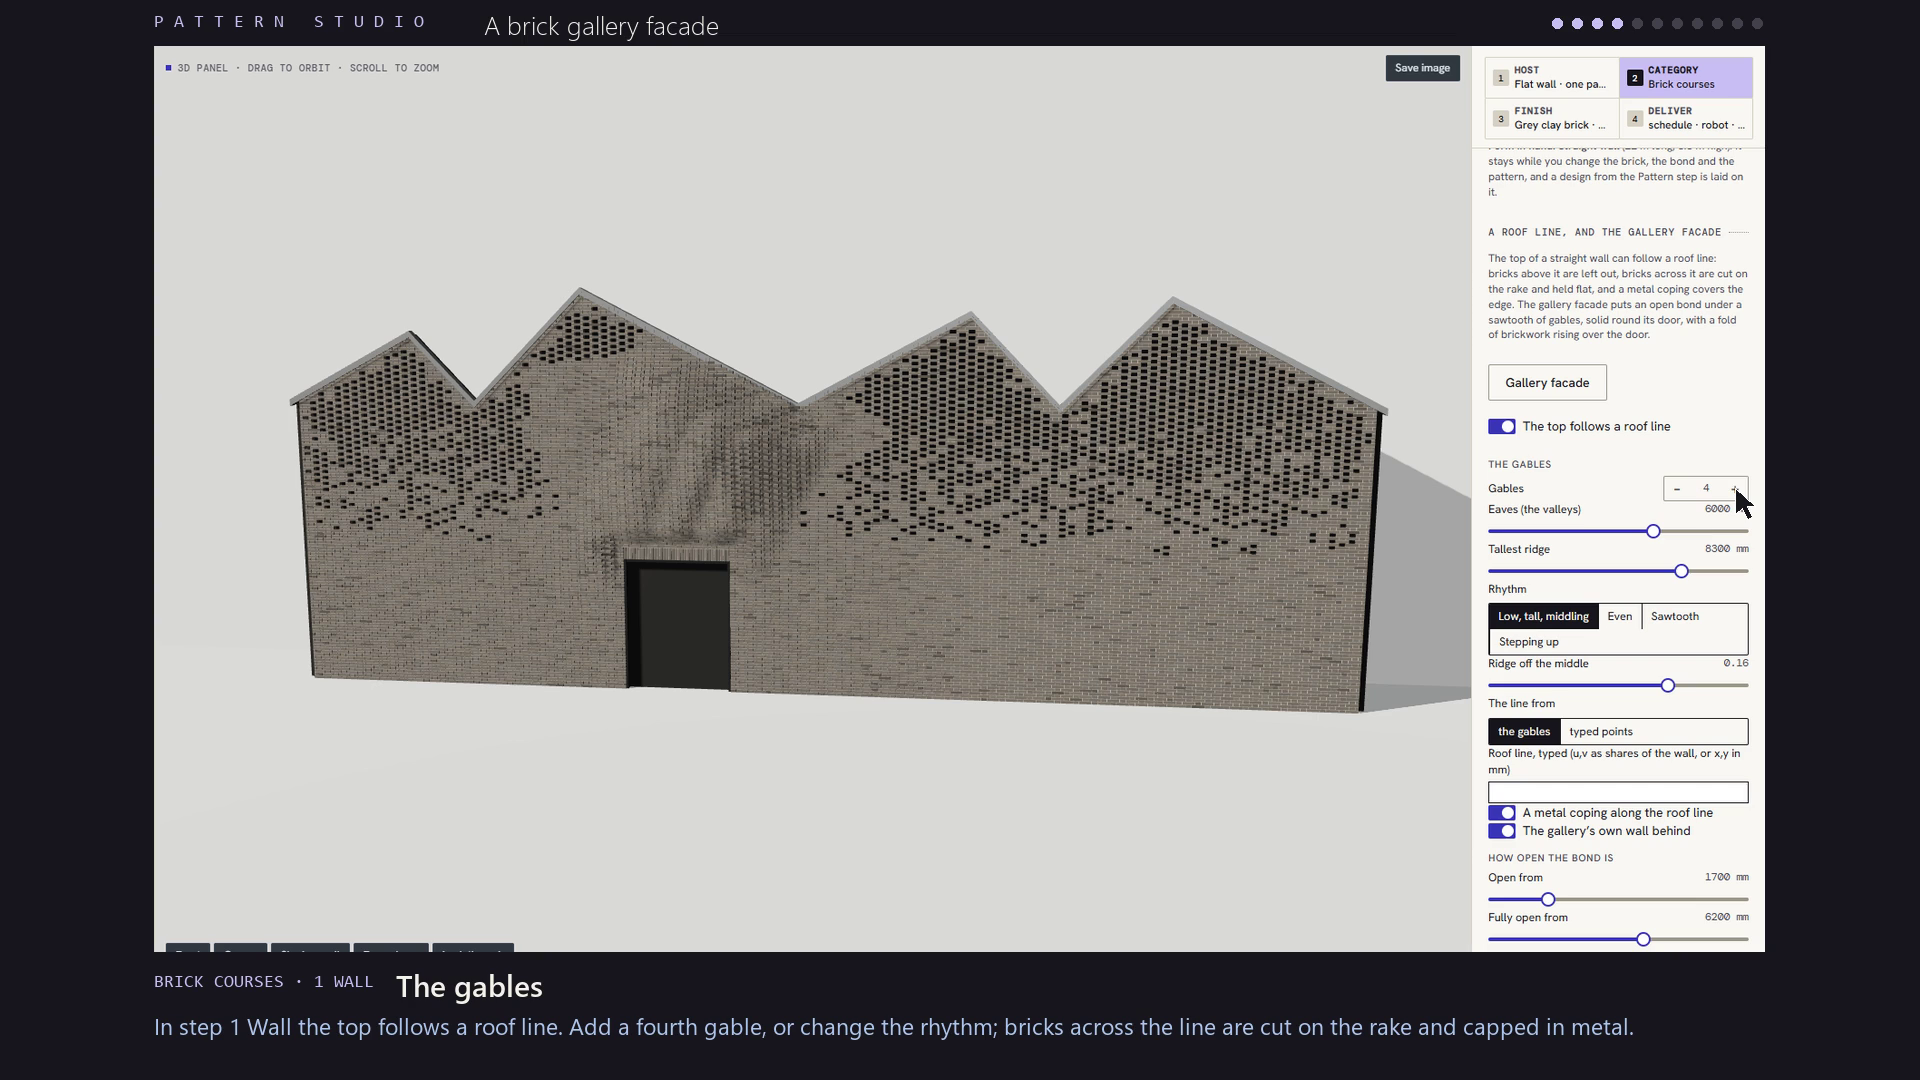 PATTERN STUDIO
A brick gallery facade
3D PANEL · DRAG TO ORBIT · SCROLL TO ZOOM
Save image
1 HOST
Flat wall · one pa...
2 CATEGORY
Brick courses
3 FINISH
Grey clay brick · ...
4 DELIVER
schedule · robot · ...
stays while you change the brick, the bond and the
pattern, and a design from the Pattern step is laid on
it.
A ROOF LINE, AND THE GALLERY FACADE
The top of a straight wall can follow a roof line:
bricks above it are left out, bricks across it are cut on
the rake and held flat, and a metal coping covers the
edge. The gallery facade puts an open bond under a
sawtooth of gables, solid round its door, with a fold
of brickwork rising over the door.
Gallery facade
The top follows a roof line
THE GABLES
Gables
− 4
Eaves (the valleys) 6000
Tallest ridge 8300 mm
Rhythm
Low, tall, middling Even Sawtooth
Stepping up
Ridge off the middle 0.16
The line from
the gables typed points
Roof line, typed (u,v as shares of the wall, or x,y in
mm)
A metal coping along the roof line
The gallery's own wall behind
HOW OPEN THE BOND IS
Open from 1700 mm
Fully open from 6200 mm
BRICK COURSES · 1 WALL The gables
In step 1 Wall the top follows a roof line. Add a fourth gable, or change the rhythm; bricks across the line are cut on the rake and capped in metal.